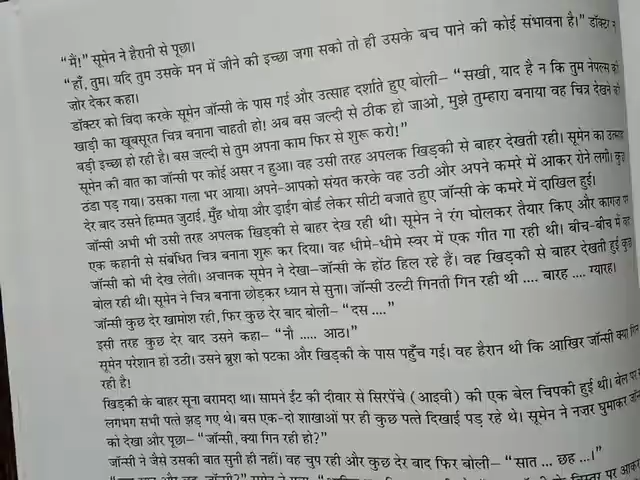 "मैं!" सूमेन ने हैरानी से पूछा।
"हाँ, तुम। यदि तुम उसके मन में जीने की इच्छा जगा सको तो ही उसके बच पाने की कोई संभावना है।" डॉक्टर ने
ज़ोर देकर कहा।
डॉक्टर को विदा करके सूमेन जॉन्सी के पास गई और उत्साह दर्शाते हुए बोली– "सखी, याद है न कि तुम नेपल्स की
खाड़ी का खूबसूरत चित्र बनाना चाहती हो! अब बस जल्दी से ठीक हो जाओ, मुझे तुम्हारा बनाया वह चित्र देखने की
बड़ी इच्छा हो रही है। बस जल्दी से तुम अपना काम फिर से शुरू करो!"
सूमेन की बात का जॉन्सी पर कोई असर न हुआ। वह उसी तरह अपलक खिड़की से बाहर देखती रही। सूमेन का उत्साह
ठंडा पड़ गया। उसका गला भर आया। अपने-आपको संयत करके वह उठी और अपने कमरे में आकर रोने लगी। कुछ
देर बाद उसने हिम्मत जुटाई, मुँह धोया और ड्राईंग बोर्ड लेकर सीटी बजाते हुए जॉन्सी के कमरे में दाखिल हुई।
जॉन्सी अभी भी उसी तरह अपलक खिड़की से बाहर देख रही थी। सूमेन ने रंग घोलकर तैयार किए और कागज़ पर
एक कहानी से संबंधित चित्र बनाना शुरू कर दिया। वह धीमे-धीमे स्वर में एक गीत गा रही थी। बीच-बीच में वह
जॉन्सी को भी देख लेती। अचानक सूमेन ने देखा–जॉन्सी के होंठ हिल रहे हैं। वह खिड़की से बाहर देखती हुई कुछ
बोल रही थी। सूमेन ने चित्र बनाना छोड़कर ध्यान से सुना। जॉन्सी उल्टी गिनती गिन रही थी .... बारह .... ग्यारह।
जॉन्सी कुछ देर खामोश रही, फिर कुछ देर बाद बोली– "दस ...."
इसी तरह कुछ देर बाद उसने कहा– "नौ ..... आठ।"
सूमेन परेशान हो उठी। उसने ब्रुश को पटका और खिड़की के पास पहुँच गई। वह हैरान थी कि आखिर जॉन्सी क्या गिन
रही है!
खिड़की के बाहर सूना बरामदा था। सामने ईंट की दीवार से सिरपेंचे (आइवी) की एक बेल चिपकी हुई थी। बेल पर से
लगभग सभी पत्ते झड़ गए थे। बस एक-दो शाखाओं पर ही कुछ पत्ते दिखाई पड़ रहे थे। सूमेन ने नज़र घुमाकर जॉन्सी
को देखा और पूछा– "जॉन्सी, क्या गिन रही हो?"
जॉन्सी ने जैसे उसकी बात सुनी ही नहीं। वह चुप रही और कुछ देर बाद फिर बोली– "सात ... छह ...।"